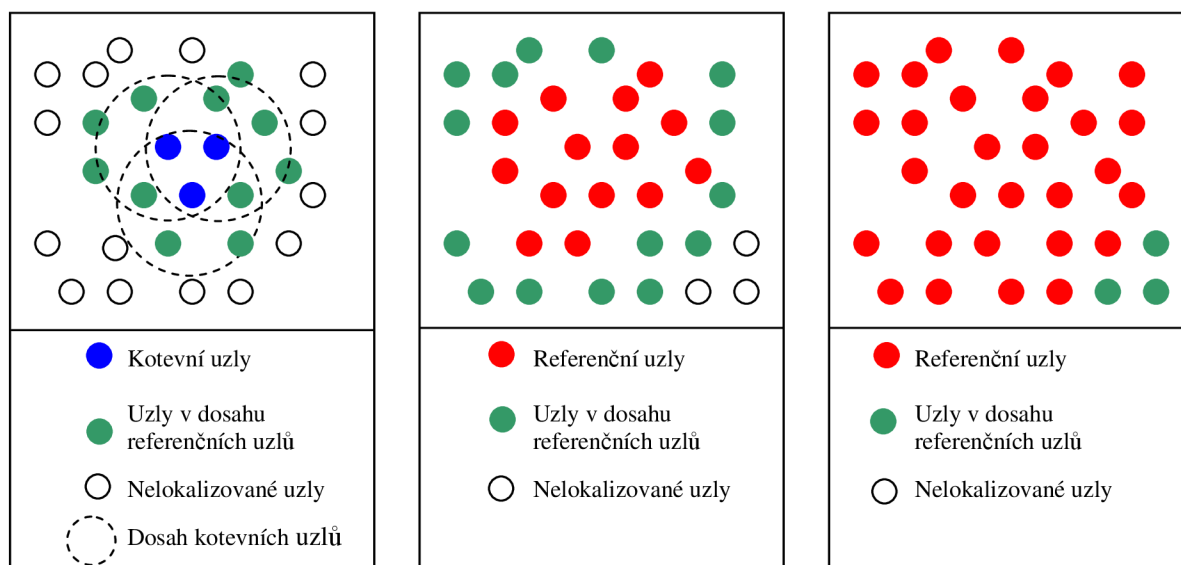 Kotevní uzly
Uzly v dosahu
referenčních uzlů
Nelokalizované uzly
Dosah kotevních uzlů
Referenční uzly
Uzly v dosahu
referenčních uzlů
Nelokalizované uzly
Referenční uzly
Uzly v dosahu
referenčních uzlů
Nelokalizované uzly